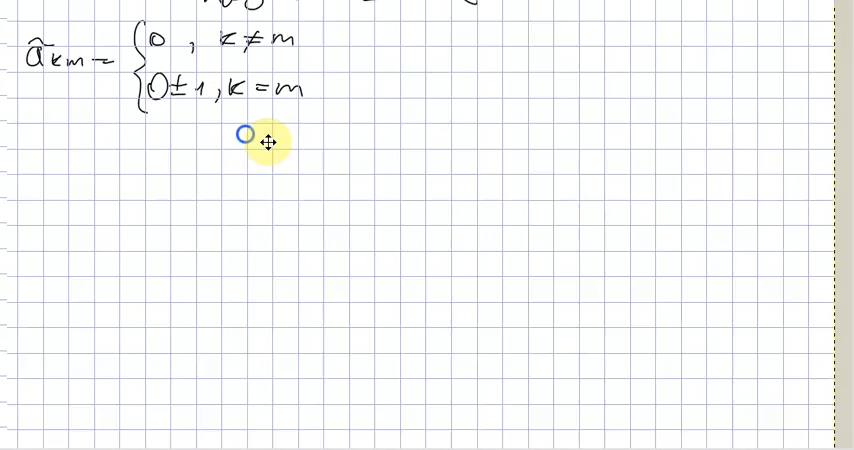 âₖₘ = { 0 , k ≠ m
0 ± 1 , k = m